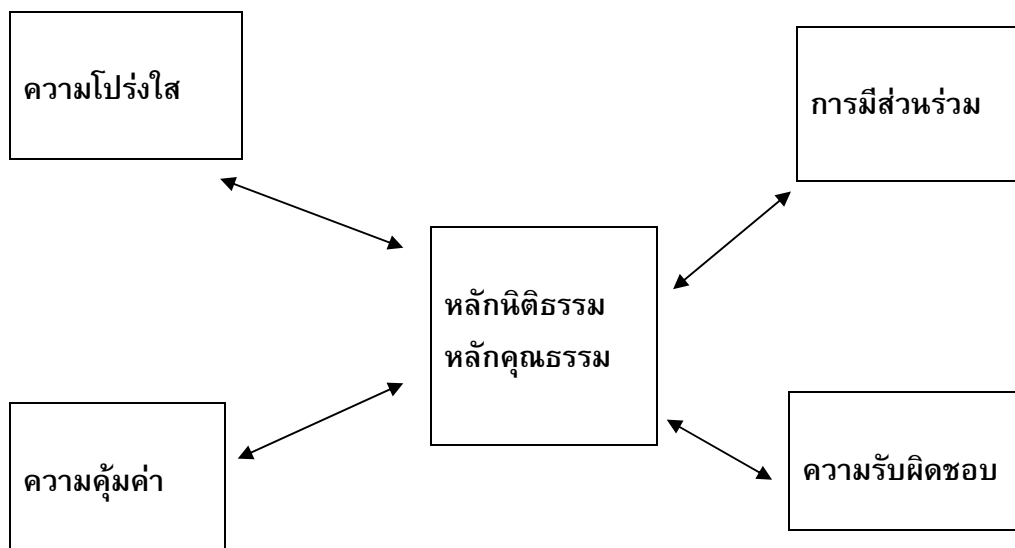 ความโปร่งใส
การมีส่วนร่วม
หลักนิติธรรม
หลักคุณธรรม
ความคุ้มค่า
ความรับผิดชอบ